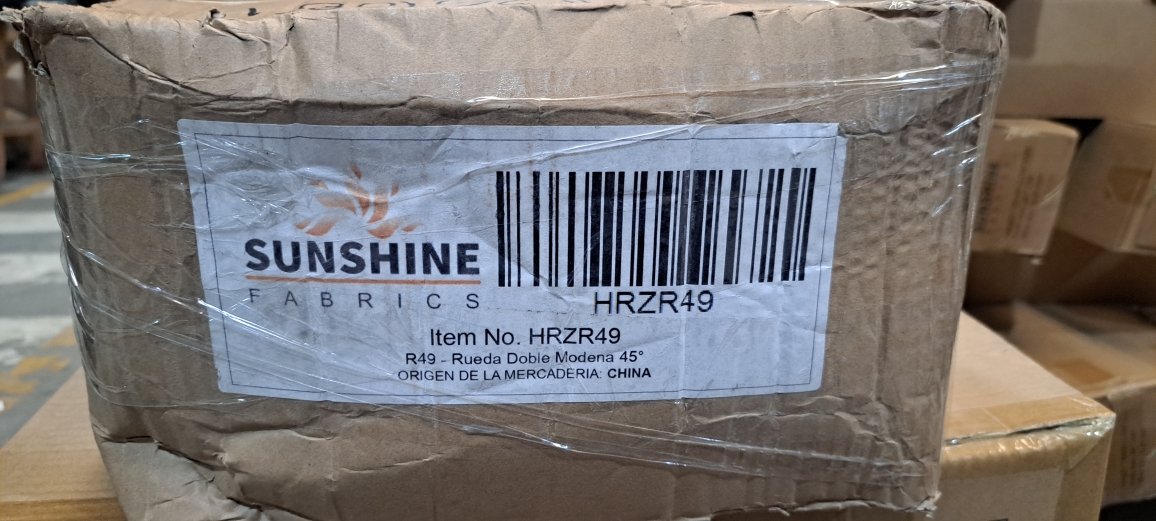 SUNSHINE
FABRICS
HRZR49
Item No. HRZR49
R49 - Rueda Doble Modena 45°
ORIGEN DE LA MERCADERIA: CHINA